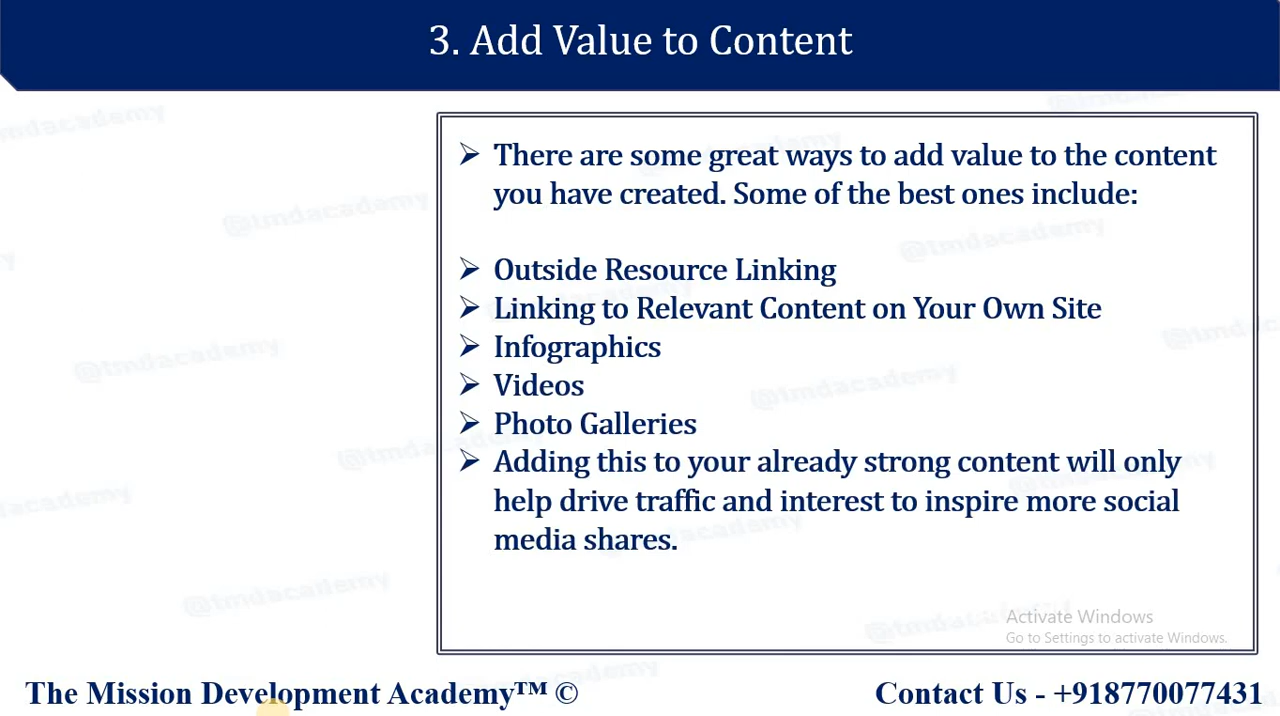 3. Add Value to Content
@tmdacademy
➢ There are some great ways to add value to the content
you have created. Some of the best ones include:
➢ Outside Resource Linking
➢ Linking to Relevant Content on Your Own Site
➢ Infographics
➢ Videos
➢ Photo Galleries
➢ Adding this to your already strong content will only
help drive traffic and interest to inspire more social
media shares.
Activate Windows
Go to Settings to activate Windows.
The Mission Development Academy™ ©
Contact Us - +918770077431